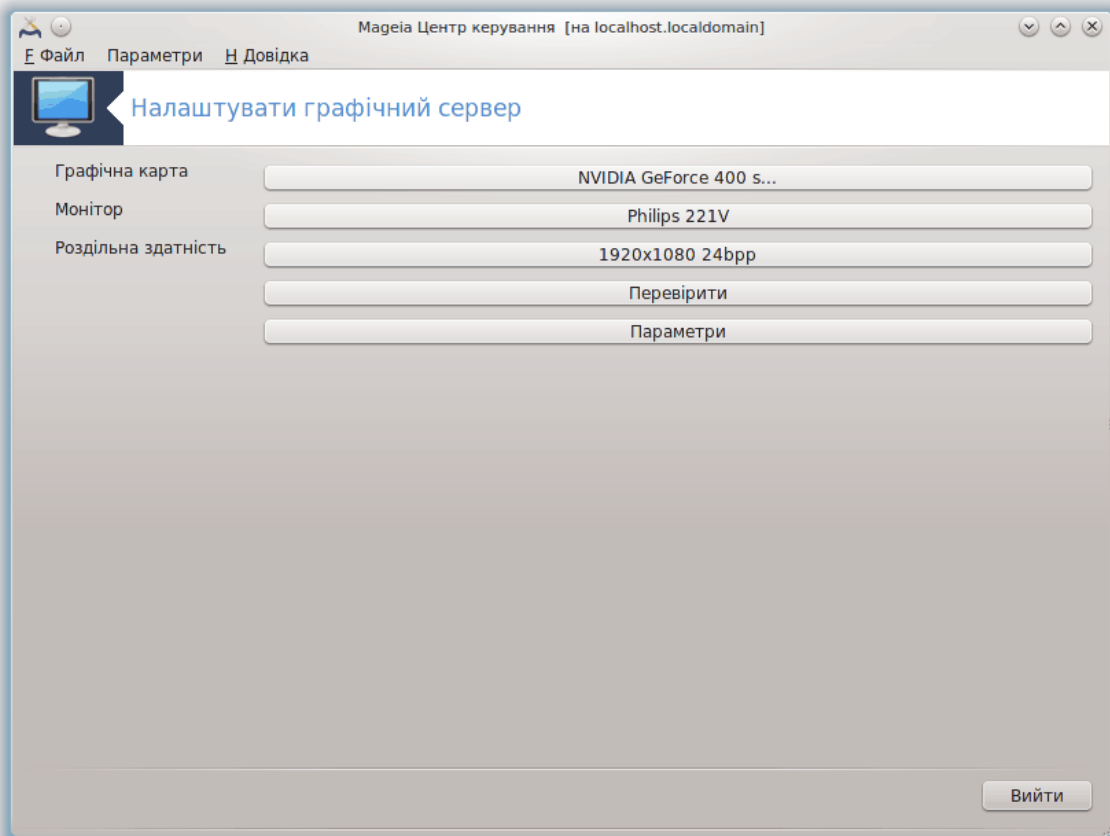 Mageia Центр керування [на localhost.localdomain]
F Файл Параметри H Довідка
Налаштувати графічний сервер
Графічна карта NVIDIA GeForce 400 s...
Монітор Philips 221V
Роздільна здатність 1920x1080 24bpp
Перевірити
Параметри
Вийти